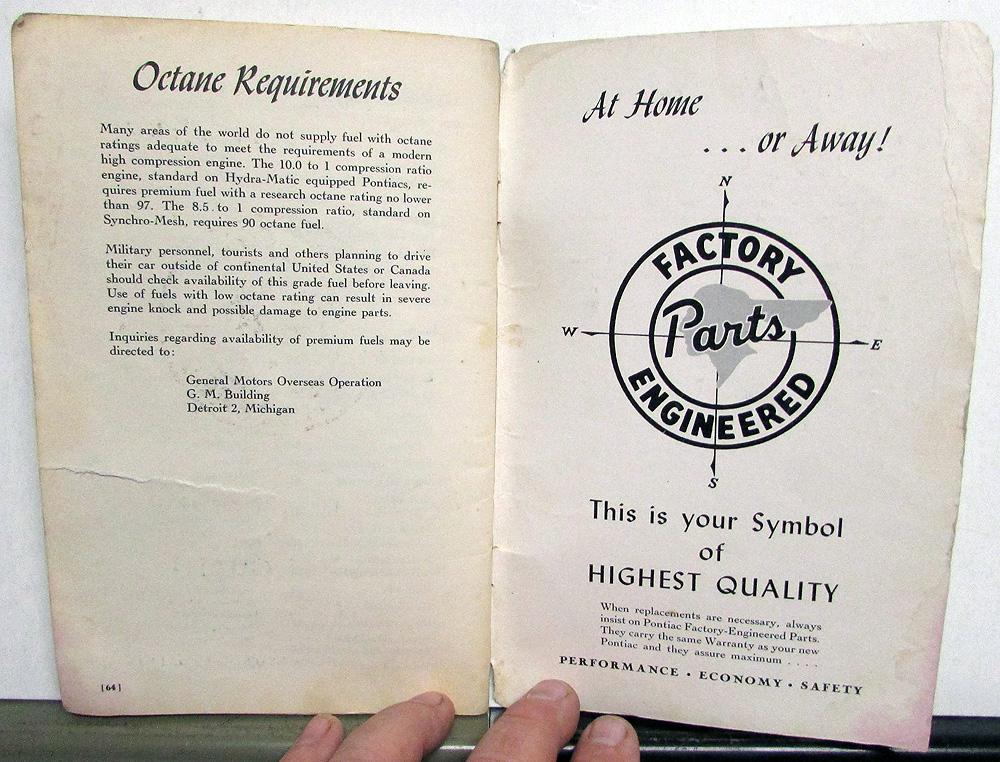 Octane Requirements
Many areas of the world do not supply fuel with octane
ratings adequate to meet the requirements of a modern
high compression engine. The 10.0 to 1 compression ratio
engine, standard on Hydra-Matic equipped Pontiacs, re-
quires premium fuel with a research octane rating no lower
than 97. The 8.5 to 1 compression ratio, standard on
Synchro-Mesh, requires 90 octane fuel.
Military personnel, tourists and others planning to drive
their car outside of continental United States or Canada
should check availability of this grade fuel before leaving.
Use of fuels with low octane rating can result in severe
engine knock and possible damage to engine parts.
Inquiries regarding availability of premium fuels may be
directed to:
General Motors Overseas Operation
G. M. Building
Detroit 2, Michigan
[64]
At Home
... or Away!
N
FACTORY
W
Parts
E
ENGINEERED
S
This is your Symbol
of
HIGHEST QUALITY
When replacements are necessary, always
insist on Pontiac Factory-Engineered Parts.
They carry the same Warranty as your new
Pontiac and they assure maximum . . . .
PERFORMANCE • ECONOMY • SAFETY